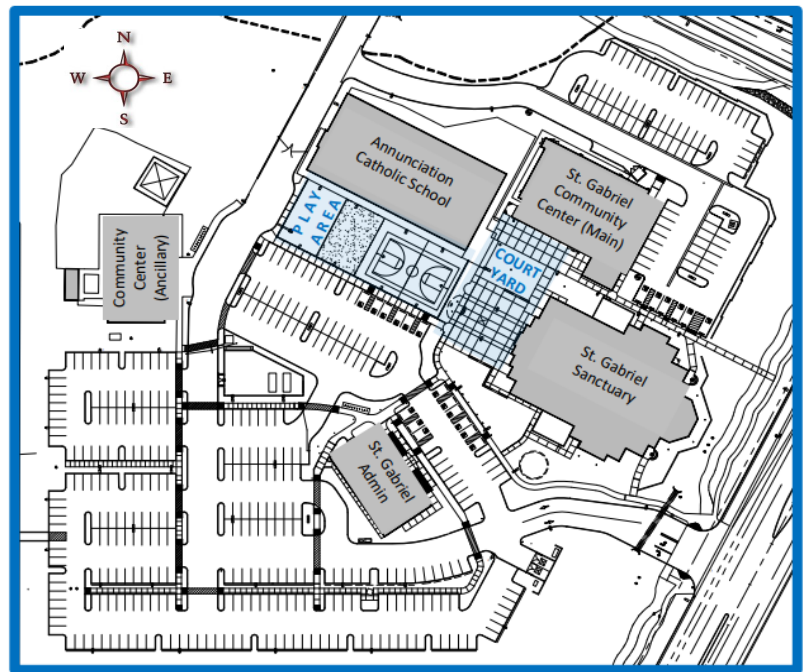 N
W E
S
Annunciation
Catholic School
St. Gabriel
Community
Center (Main)
PLAY
AREA
COURT
YARD
Community
Center
(Ancillary)
St. Gabriel
Sanctuary
St. Gabriel
Admin